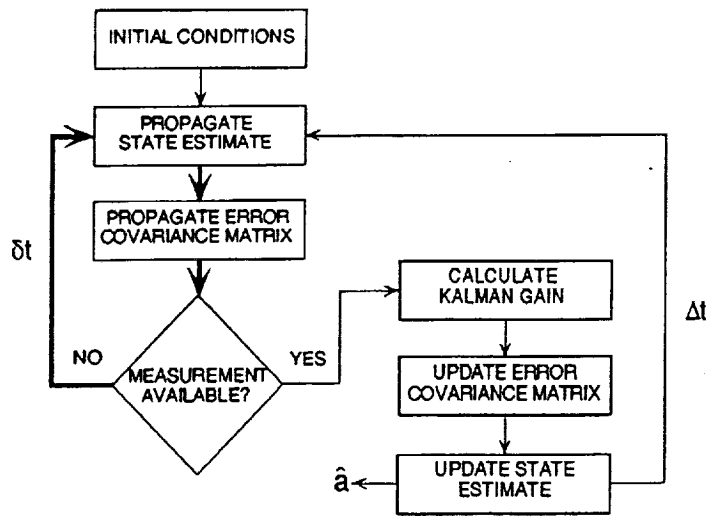 INITIAL CONDITIONS
PROPAGATE
STATE ESTIMATE
PROPAGATE ERROR
COVARIANCE MATRIX
δt
NO
MEASUREMENT
AVAILABLE?
YES
CALCULATE
KALMAN GAIN
Δt
UPDATE ERROR
COVARIANCE MATRIX
UPDATE STATE
ESTIMATE
â